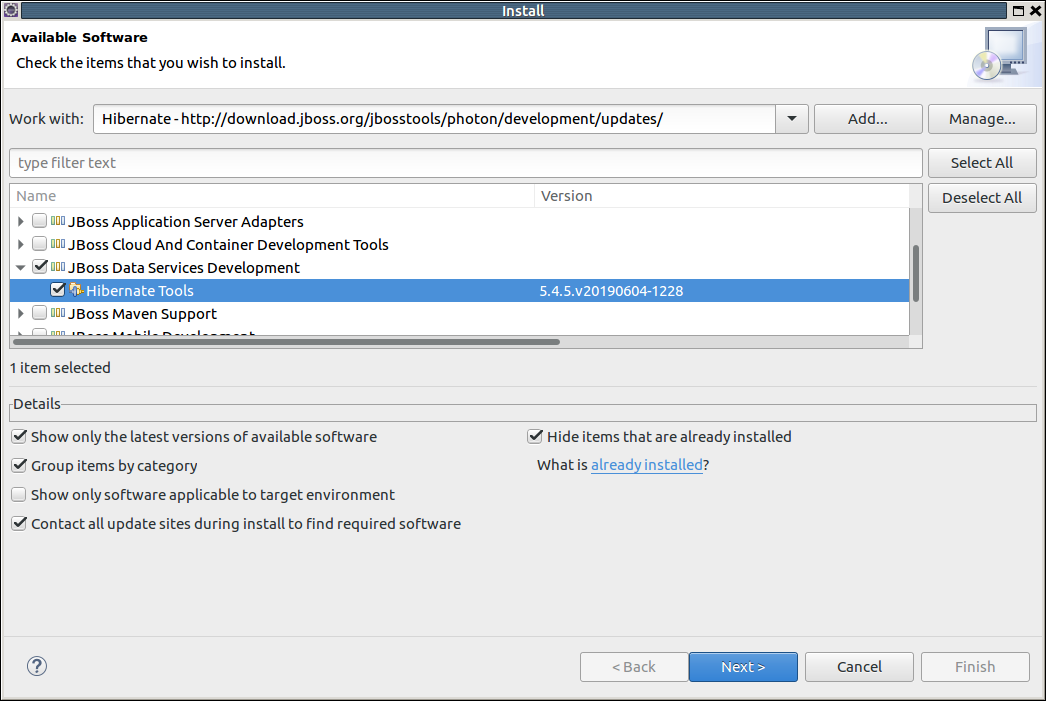 Install
Available Software
Check the items that you wish to install.
Work with: Hibernate - http://download.jboss.org/jbosstools/photon/development/updates/ Add... Manage...
type filter text Select All
Name Version Deselect All
JBoss Application Server Adapters
JBoss Cloud And Container Development Tools
JBoss Data Services Development
Hibernate Tools 5.4.5.v20190604-1228
JBoss Maven Support
JBoss Mobile Development
1 item selected
Details
Show only the latest versions of available software Hide items that are already installed
Group items by category What is already installed?
Show only software applicable to target environment
Contact all update sites during install to find required software
? < Back Next > Cancel Finish